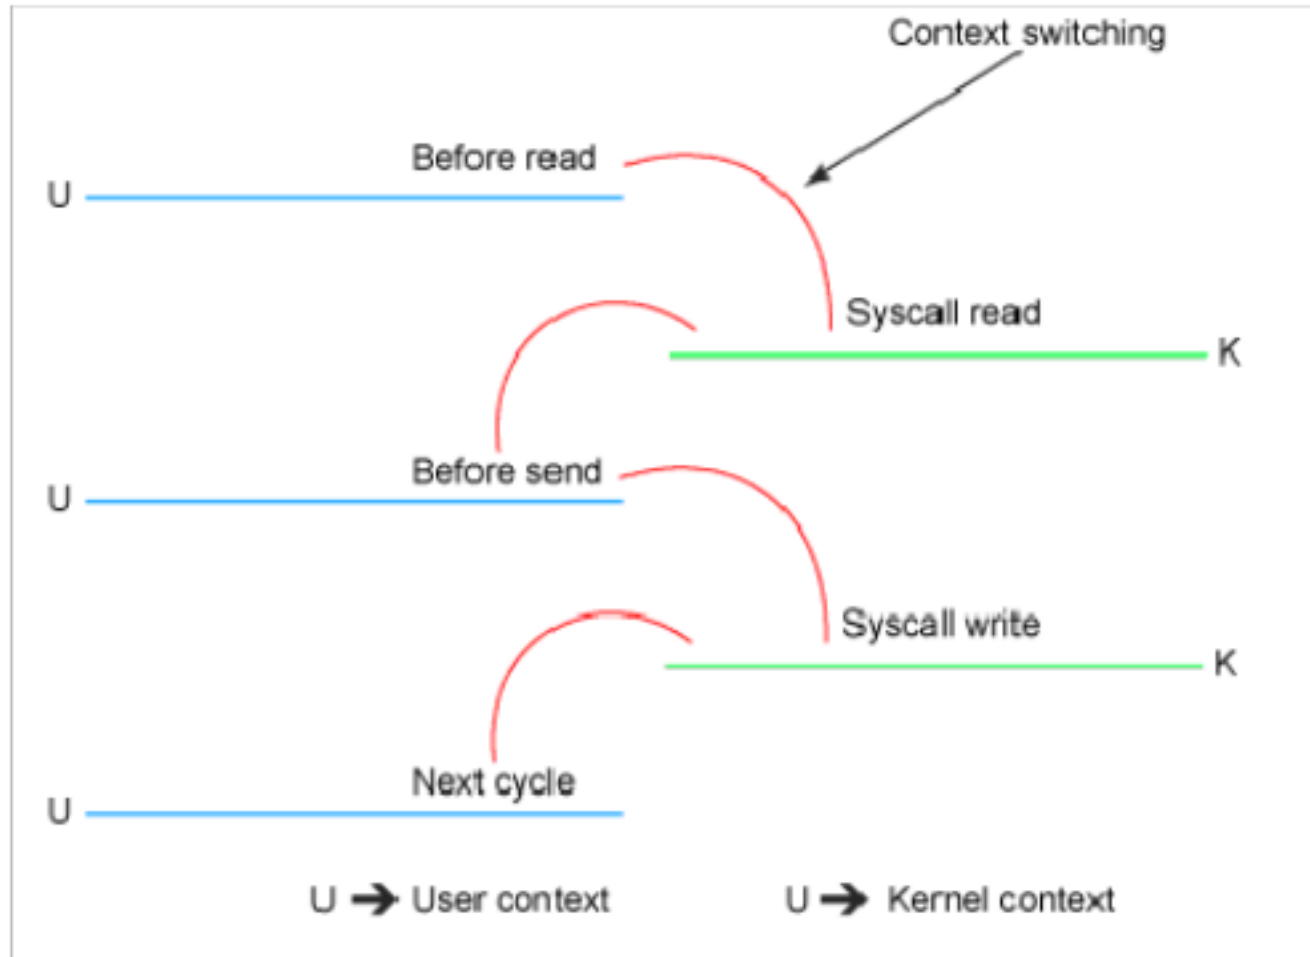 Context switching
Before read
U
Syscall read
K
Before send
U
Syscall write
K
Next cycle
U
U ➔ User context
U ➔ Kernel context